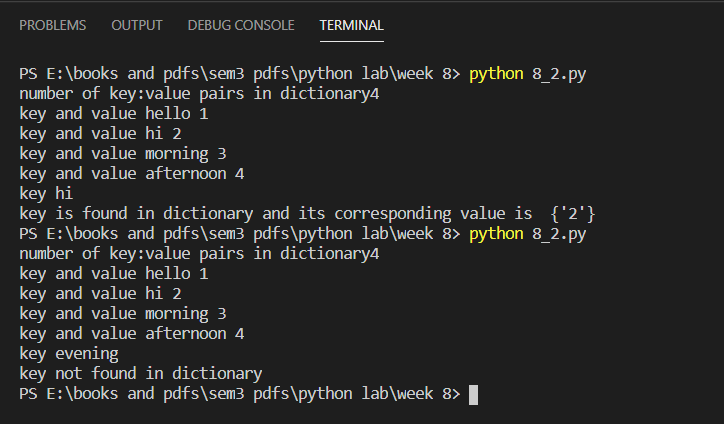 PROBLEMS OUTPUT DEBUG CONSOLE TERMINAL
PS E:\books and pdfs\sem3 pdfs\python lab\week 8> python 8_2.py
number of key:value pairs in dictionary4
key and value hello 1
key and value hi 2
key and value morning 3
key and value afternoon 4
key hi
key is found in dictionary and its corresponding value is  {'2'}
PS E:\books and pdfs\sem3 pdfs\python lab\week 8> python 8_2.py
number of key:value pairs in dictionary4
key and value hello 1
key and value hi 2
key and value morning 3
key and value afternoon 4
key evening
key not found in dictionary
PS E:\books and pdfs\sem3 pdfs\python lab\week 8>